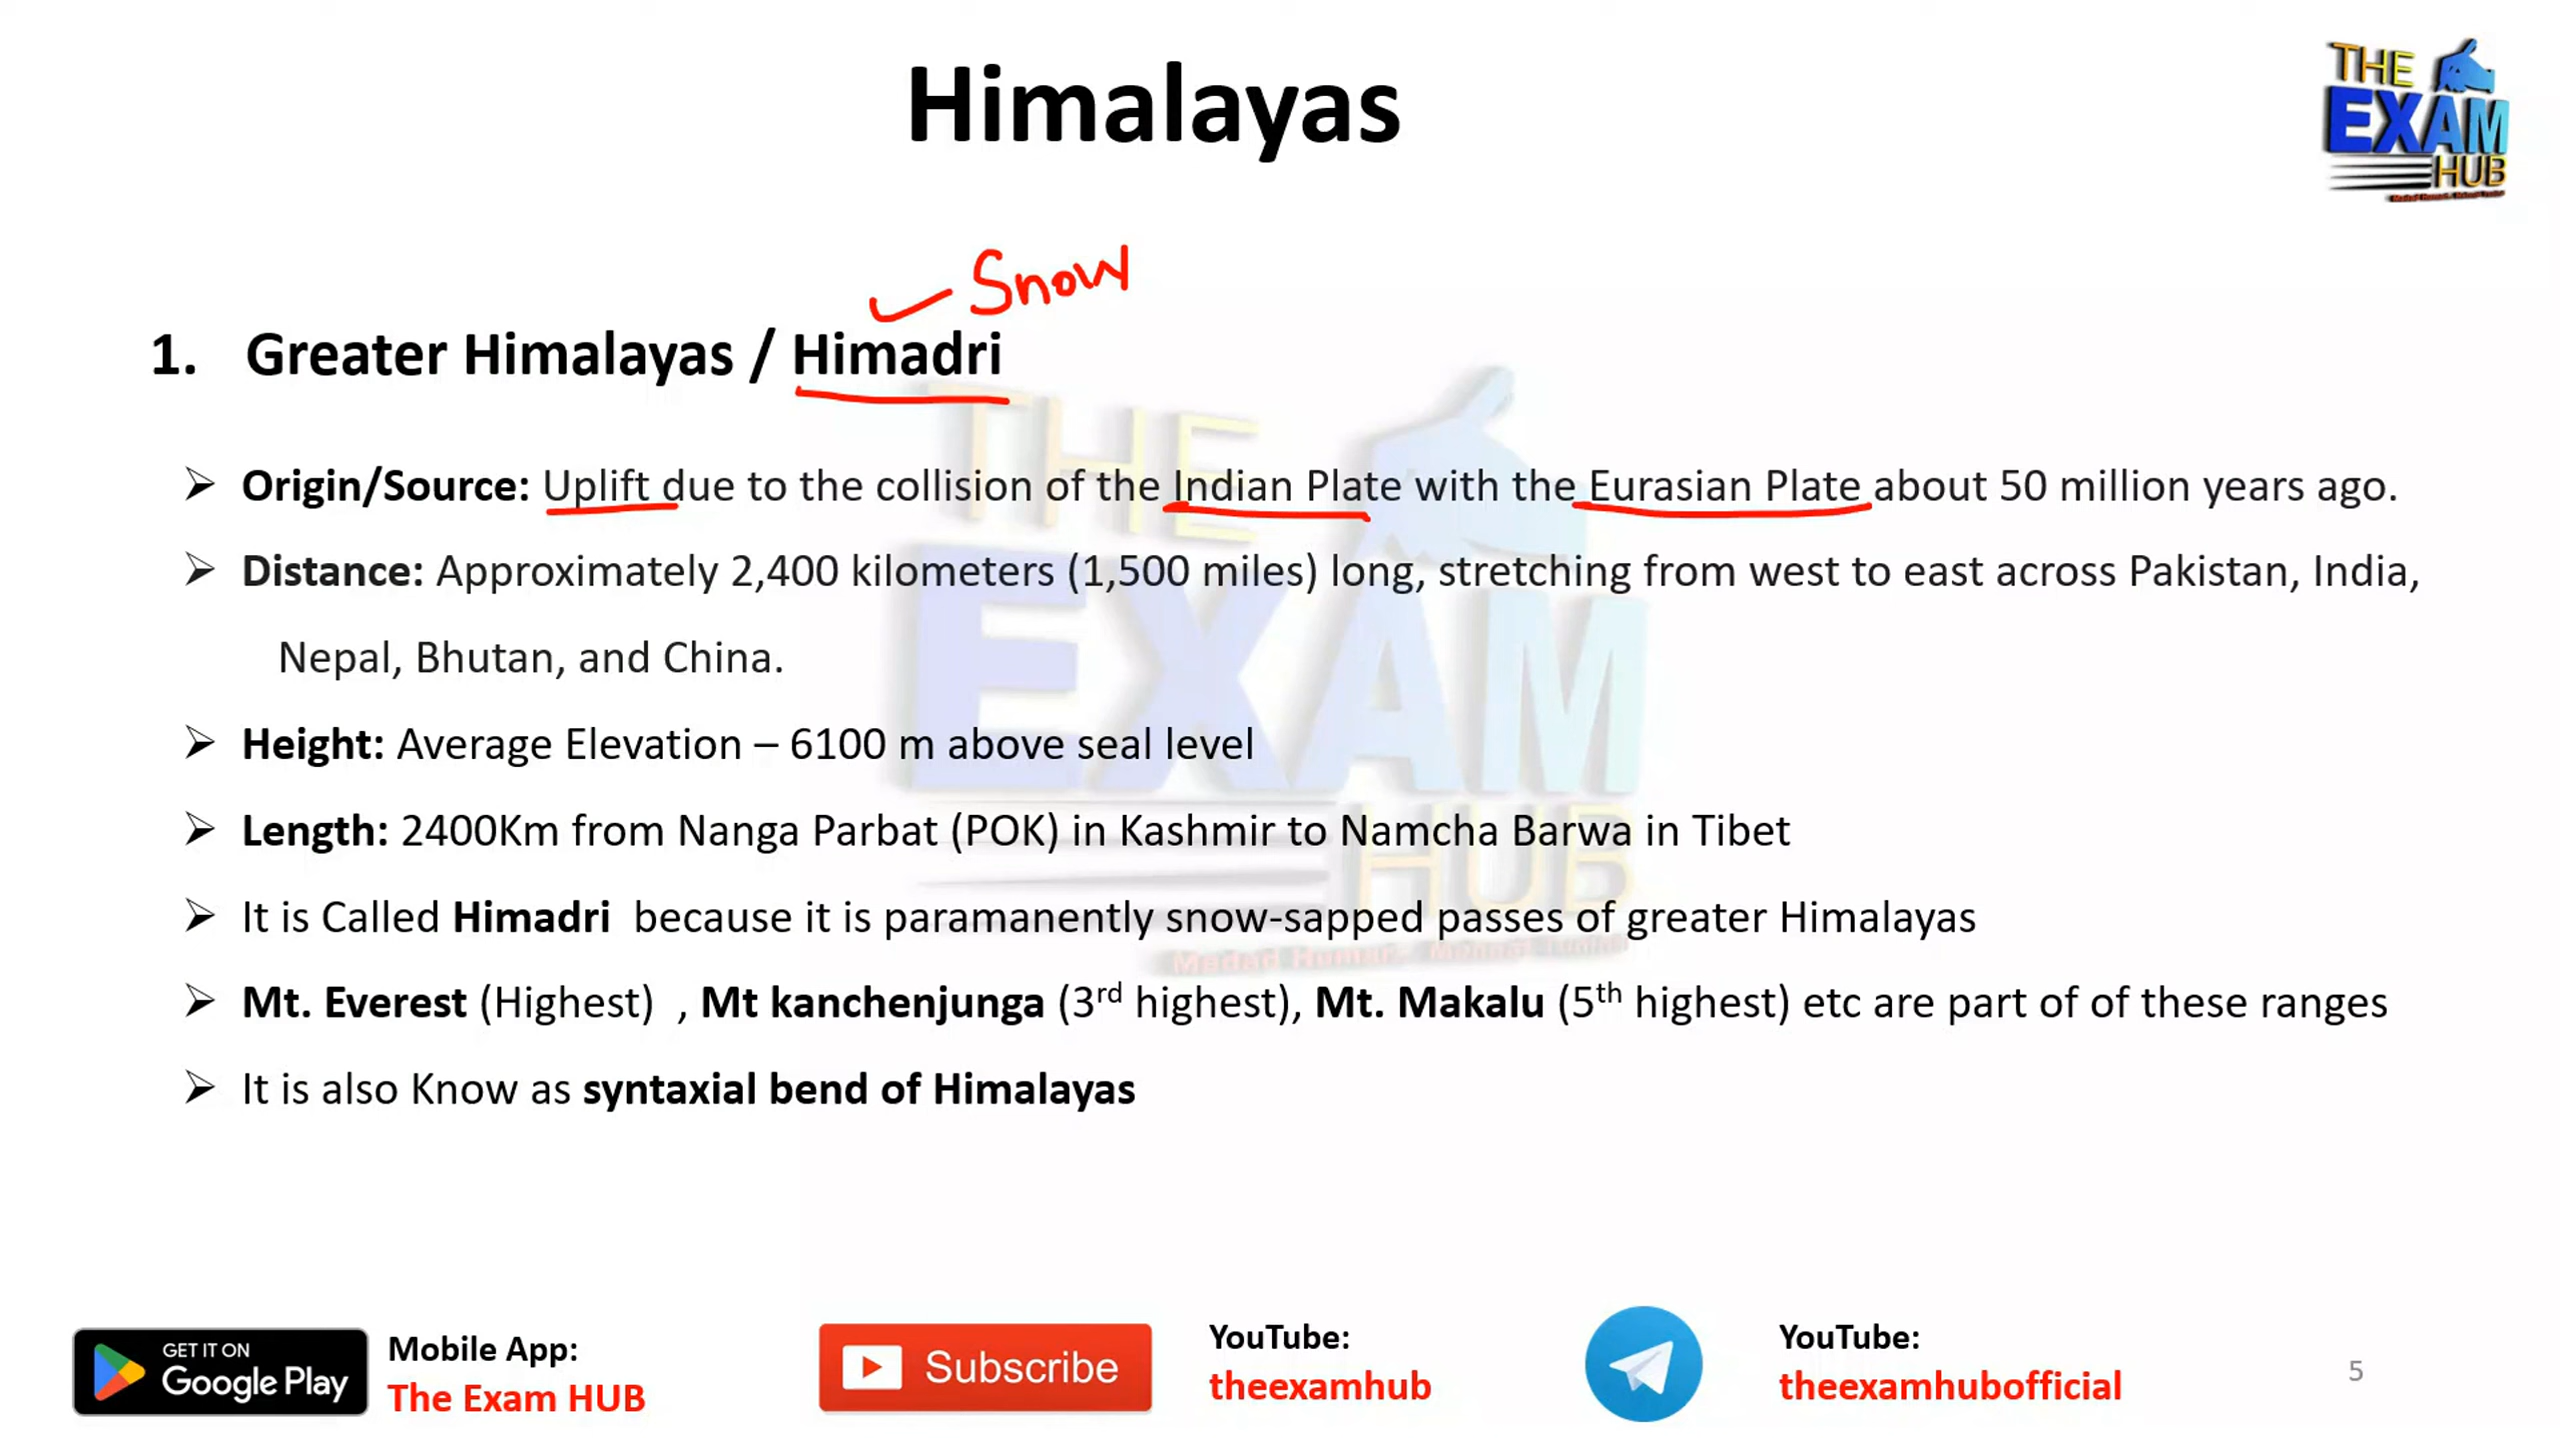 Himalayas
THE
EXAM
HUB
Snow
1. Greater Himalayas / Himadri
➢ Origin/Source: Uplift due to the collision of the Indian Plate with the Eurasian Plate about 50 million years ago.
➢ Distance: Approximately 2,400 kilometers (1,500 miles) long, stretching from west to east across Pakistan, India,
Nepal, Bhutan, and China.
➢ Height: Average Elevation – 6100 m above seal level
➢ Length: 2400Km from Nanga Parbat (POK) in Kashmir to Namcha Barwa in Tibet
➢ It is Called Himadri because it is paramanently snow-sapped passes of greater Himalayas
➢ Mt. Everest (Highest) , Mt kanchenjunga (3rd highest), Mt. Makalu (5th highest) etc are part of of these ranges
➢ It is also Know as syntaxial bend of Himalayas
THE
EXAM
HUB
GET IT ON
Google Play
Mobile App:
The Exam HUB
Subscribe
YouTube:
theexamhub
YouTube:
theexamhubofficial
5